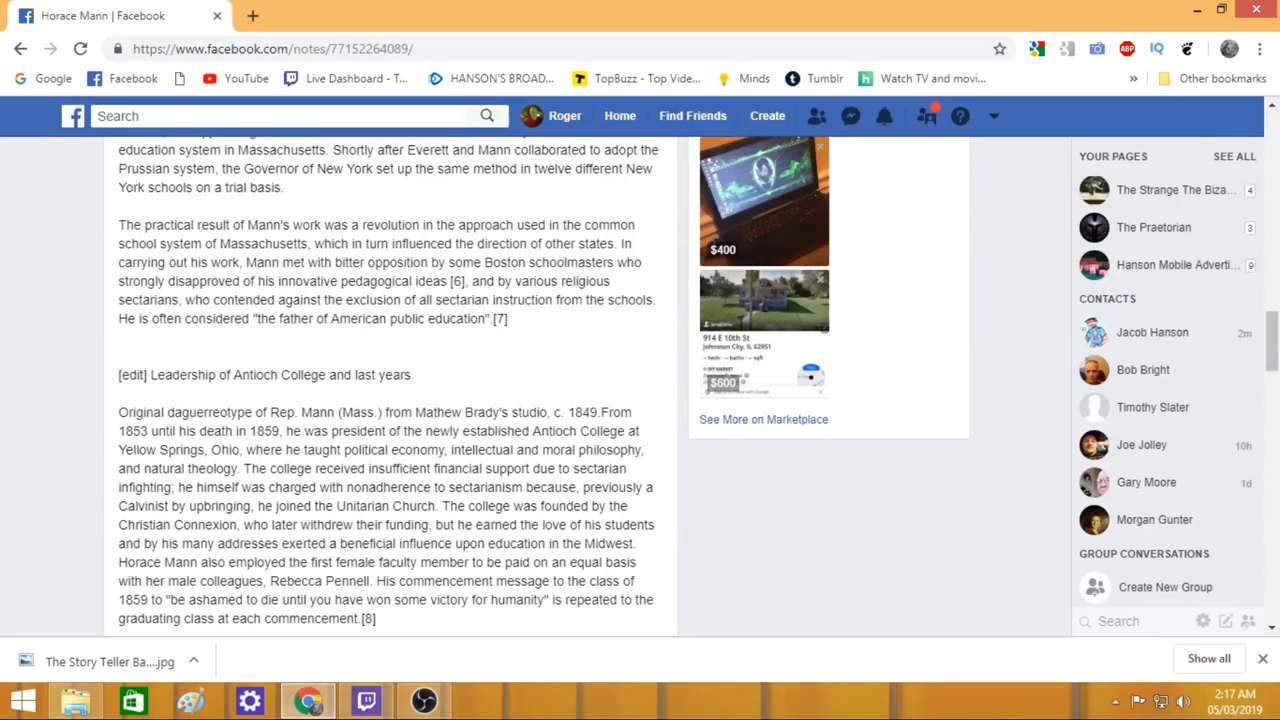 Horace Mann | Facebook
https://www.facebook.com/notes/77152264089/
Google
Facebook
YouTube
Live Dashboard - T...
HANSON'S BROAD...
TopBuzz - Top Vide...
Minds
Tumblr
Watch TV and movi...
Other bookmarks
Search
Roger
Home
Find Friends
Create
education system in Massachusetts. Shortly after Everett and Mann collaborated to adopt the
Prussian system, the Governor of New York set up the same method in twelve different New
York schools on a trial basis.
The practical result of Mann's work was a revolution in the approach used in the common
school system of Massachusetts, which in turn influenced the direction of other states. In
carrying out his work, Mann met with bitter opposition by some Boston schoolmasters who
strongly disapproved of his innovative pedagogical ideas [6], and by various religious
sectarians, who contended against the exclusion of all sectarian instruction from the schools.
He is often considered "the father of American public education".[7]
[edit] Leadership of Antioch College and last years
Original daguerreotype of Rep. Mann (Mass.) from Mathew Brady's studio, c. 1849.From
1853 until his death in 1859, he was president of the newly established Antioch College at
Yellow Springs, Ohio, where he taught political economy, intellectual and moral philosophy,
and natural theology. The college received insufficient financial support due to sectarian
infighting; he himself was charged with nonadherence to sectarianism because, previously a
Calvinist by upbringing, he joined the Unitarian Church. The college was founded by the
Christian Connexion, who later withdrew their funding, but he earned the love of his students
and by his many addresses exerted a beneficial influence upon education in the Midwest.
Horace Mann also employed the first female faculty member to be paid on an equal basis
with her male colleagues, Rebecca Pennell. His commencement message to the class of
1859 to "be ashamed to die until you have won some victory for humanity" is repeated to the
graduating class at each commencement.[8]
$400
914 E 10th St
Johnston City, IL 62951
-- beds -- baths -- sqft
OFF MARKET
$600
See More on Marketplace
YOUR PAGES
SEE ALL
The Strange The Biza... 4
The Praetorian 3
Hanson Mobile Adverti... 9
CONTACTS
Jacob Hanson 2m
Bob Bright
Timothy Slater
Joe Jolley 10h
Gary Moore 1d
Morgan Gunter
GROUP CONVERSATIONS
Create New Group
Search
The Story Teller Ba....jpg
Show all
2:17 AM
05/03/2019